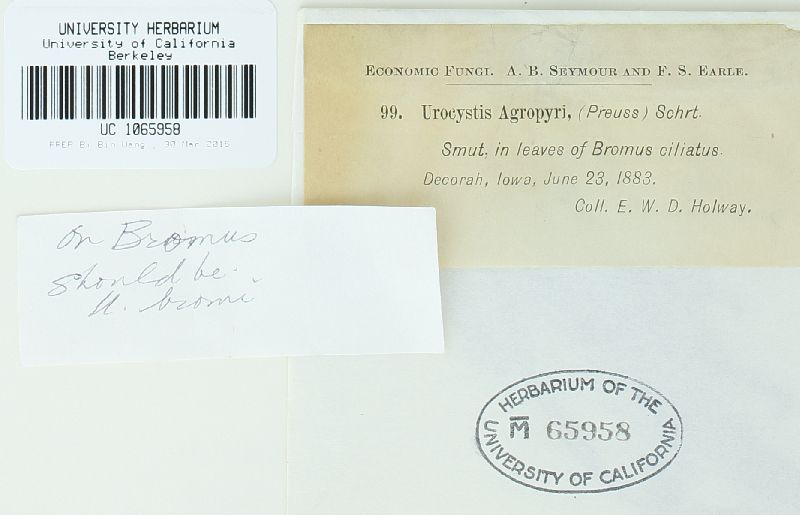 UNIVERSITY HERBARIUM
University of California
Berkeley
UC 1065958
PREP Bi Bin Wang , 30 Mar 2015
ECONOMIC FUNGI. A. B. SEYMOUR AND F. S. EARLE.
99. Urocystis Agropyri, (Preuss) Schrt.
Smut, in leaves of Bromus ciliatus.
Decorah, Iowa, June 23, 1883.
Coll. E. W. D. Holway.
On Bromus
should be
U. bromi
HERBARIUM OF THE
M 65958
UNIVERSITY OF CALIFORNIA